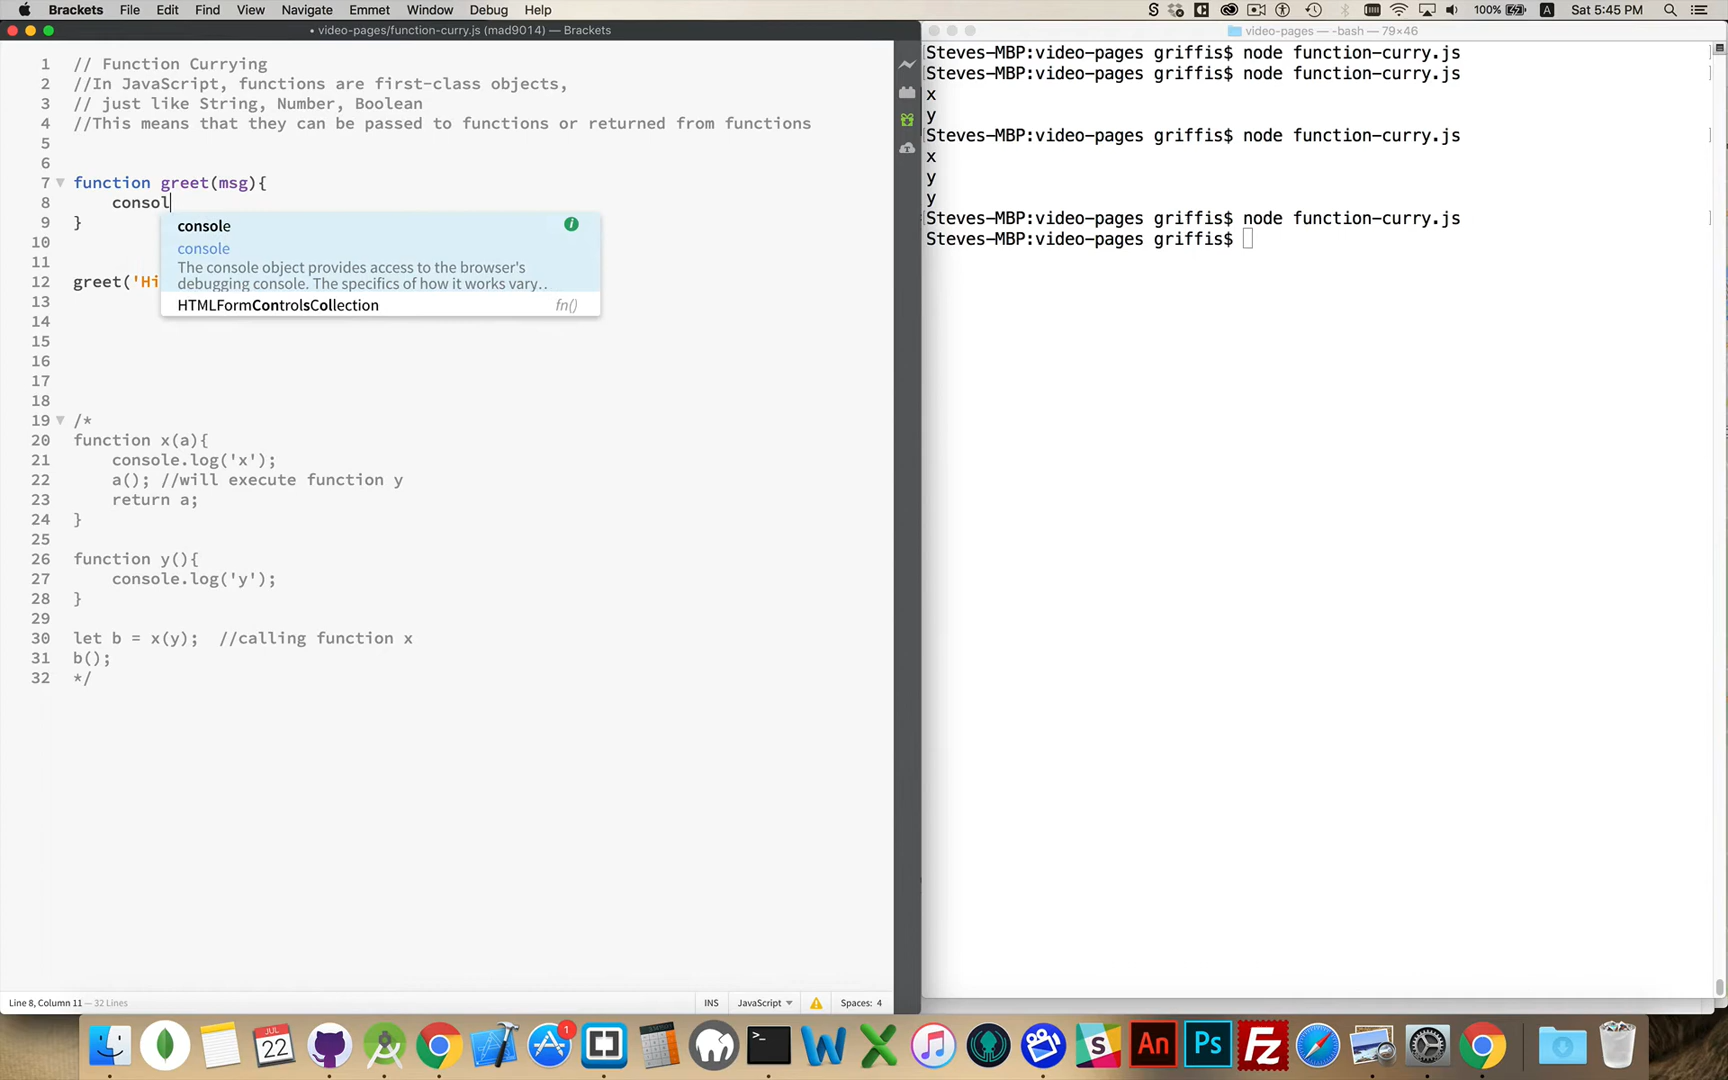 Brackets File Edit Find View Navigate Emmet Window Debug Help
100% Sat 5:45 PM
• video-pages/function-curry.js (mad9014) — Brackets
1 // Function Currying
2 //In JavaScript, functions are first-class objects,
3 // just like String, Number, Boolean
4 //This means that they can be passed to functions or returned from functions
5
6
7 function greet(msg){
8 consol
9 }
10
11
12 greet('Hi
13
14
15
16
17
18
19 /*
20 function x(a){
21 console.log('x');
22 a(); //will execute function y
23 return a;
24 }
25
26 function y(){
27 console.log('y');
28 }
29
30 let b = x(y); //calling function x
31 b();
32 */
console
console
The console object provides access to the browser's
debugging console. The specifics of how it works vary..
HTMLFormControlsCollection fn()
Line 8, Column 11 — 32 Lines
INS JavaScript Spaces: 4
video-pages — -bash — 79×46
Steves-MBP:video-pages griffis$ node function-curry.js
Steves-MBP:video-pages griffis$ node function-curry.js
x
y
Steves-MBP:video-pages griffis$ node function-curry.js
x
y
y
Steves-MBP:video-pages griffis$ node function-curry.js
Steves-MBP:video-pages griffis$
JUL
22
1
An
Ps
Fz